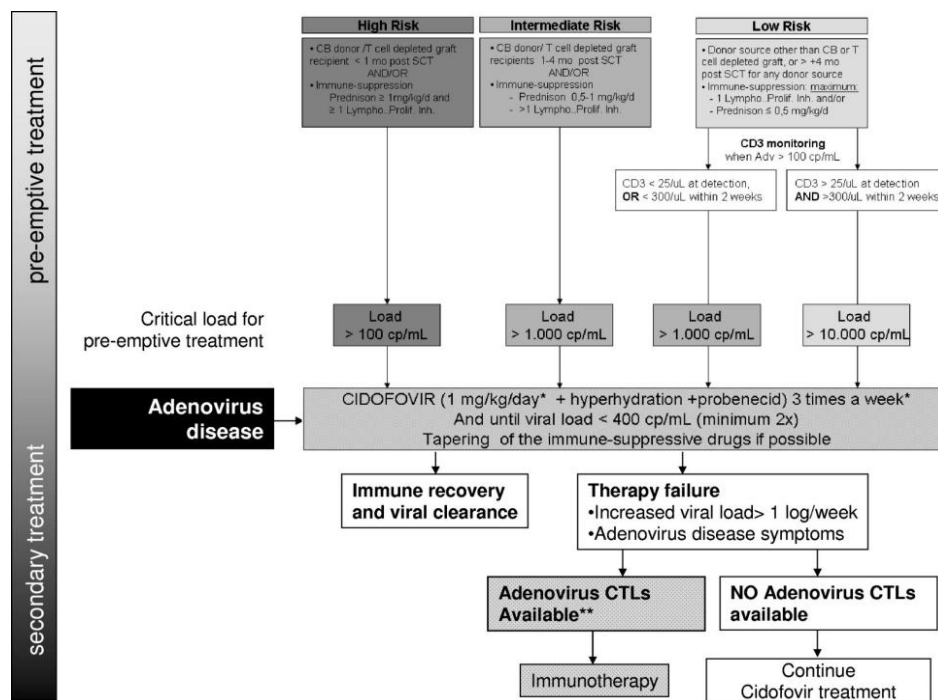 pre-emptive treatment
secondary treatment
High Risk
• CB donor /T cell depleted graft
recipient < 1 mo post SCT
AND/OR
• Immune-suppression
Prednison ≥ 1mg/kg/d and
≥ 1 Lympho..Prolif. Inh.
Intermediate Risk
• CB donor/ T cell depleted graft
recipients 1-4 mo post SCT
AND/OR
• Immune-suppression
- Prednison 0,5-1 mg/kg/d
- >1 Lympho..Prolif. Inh.
Low Risk
• Donor source other than CB or T
cell depleted graft, or > +4 mo
post SCT for any donor source
• Immune-suppression: maximum:
- 1 Lympho..Prolif. Inh. and/or
- Prednison ≤ 0,5 mg/kg/d
CD3 monitoring
when Adv > 100 cp/mL
CD3 < 25/uL at detection,
OR < 300/uL within 2 weeks
CD3 > 25/uL at detection
AND >300/uL within 2 weeks
Critical load for
pre-emptive treatment
Load
> 100 cp/mL
Load
> 1.000 cp/mL
Load
> 1.000 cp/mL
Load
> 10.000 cp/mL
Adenovirus
disease
CIDOFOVIR (1 mg/kg/day* + hyperhydration +probenecid) 3 times a week*
And until viral load < 400 cp/mL (minimum 2x)
Tapering of the immune-suppressive drugs if possible
Immune recovery
and viral clearance
Therapy failure
•Increased viral load> 1 log/week
•Adenovirus disease symptoms
Adenovirus CTLs
Available**
NO Adenovirus CTLs
available
Immunotherapy
Continue
Cidofovir treatment